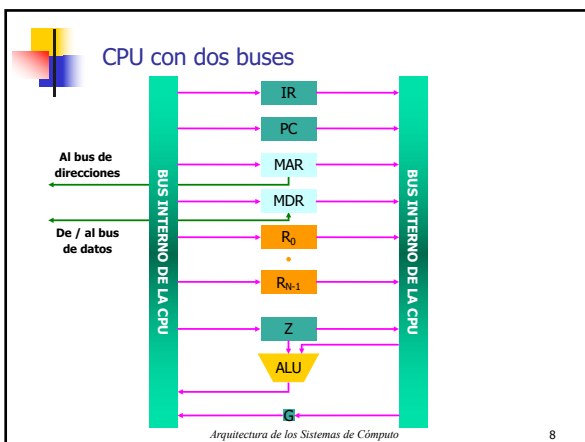 CPU con dos buses
IR
PC
Al bus de
direcciones
MAR
MDR
De / al bus
de datos
R0
R N-1
BUS INTERNO DE LA CPU
BUS INTERNO DE LA CPU
Z
ALU
G
Arquitectura de los Sistemas de Cómputo
8